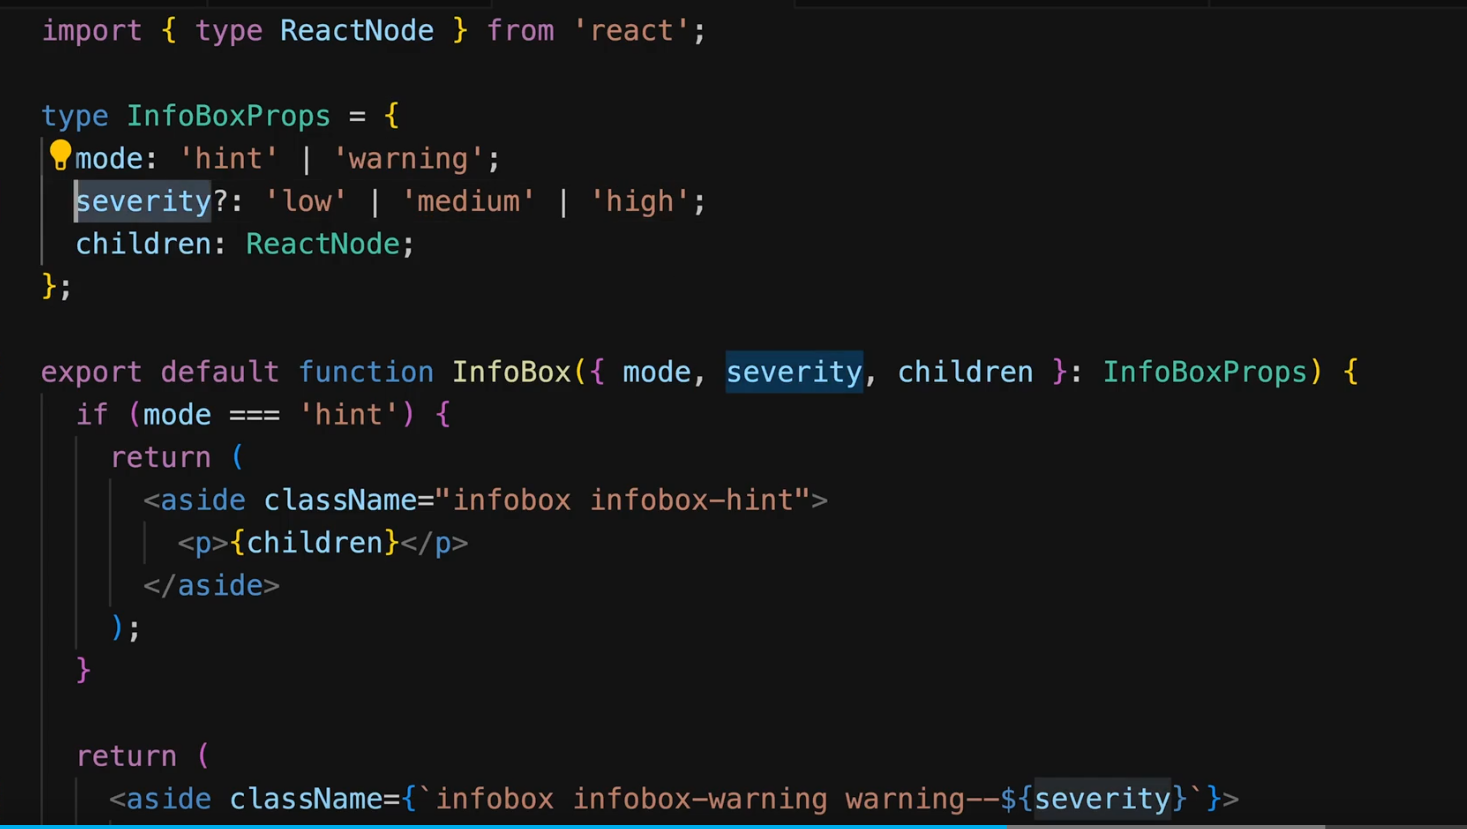 import { type ReactNode } from 'react';
type InfoBoxProps = {
mode: 'hint' | 'warning';
severity?: 'low' | 'medium' | 'high';
children: ReactNode;
};
export default function InfoBox({ mode, severity, children }: InfoBoxProps) {
if (mode === 'hint') {
return (
<aside className="infobox infobox-hint">
<p>{children}</p>
</aside>
);
}
return (
<aside className={`infobox infobox-warning warning--${severity}`}>